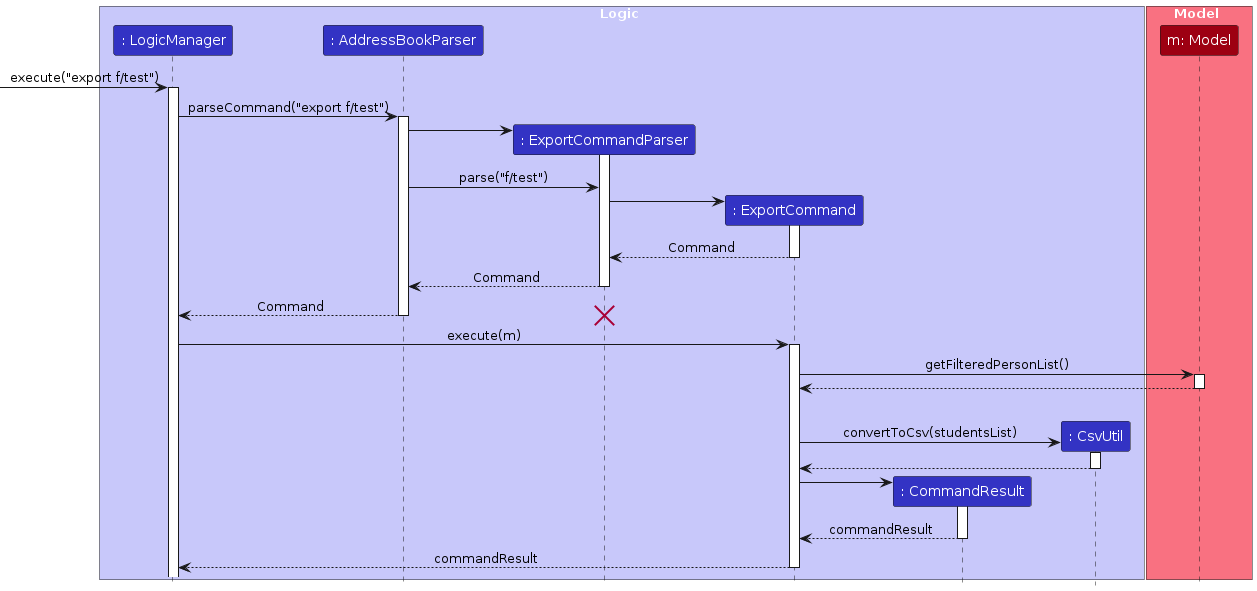 Logic
Model
: LogicManager
: AddressBookParser
m: Model
execute("export f/test")
parseCommand("export f/test")
: ExportCommandParser
parse("f/test")
: ExportCommand
Command
Command
Command
execute(m)
getFilteredPersonList()
convertToCsv(studentsList)
: CsvUtil
: CommandResult
commandResult
commandResult